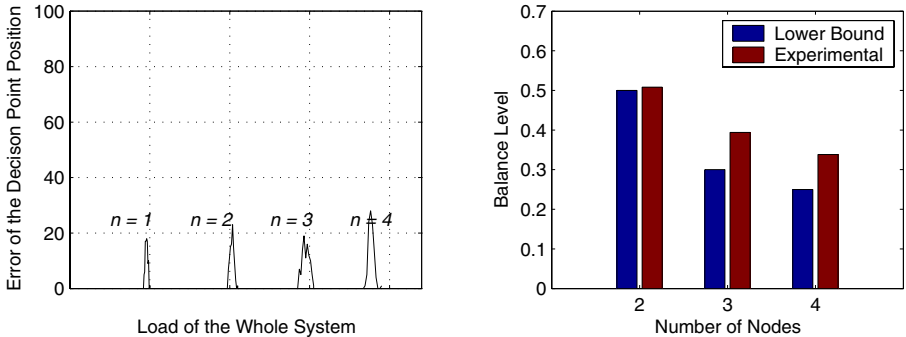 Error of the Decison Point Position
100
80
60
40
20
0
n = 1
n = 2
n = 3
n = 4
Load of the Whole System
Balance Level
0.7
0.6
0.5
0.4
0.3
0.2
0.1
0
Lower Bound
Experimental
2
3
4
Number of Nodes